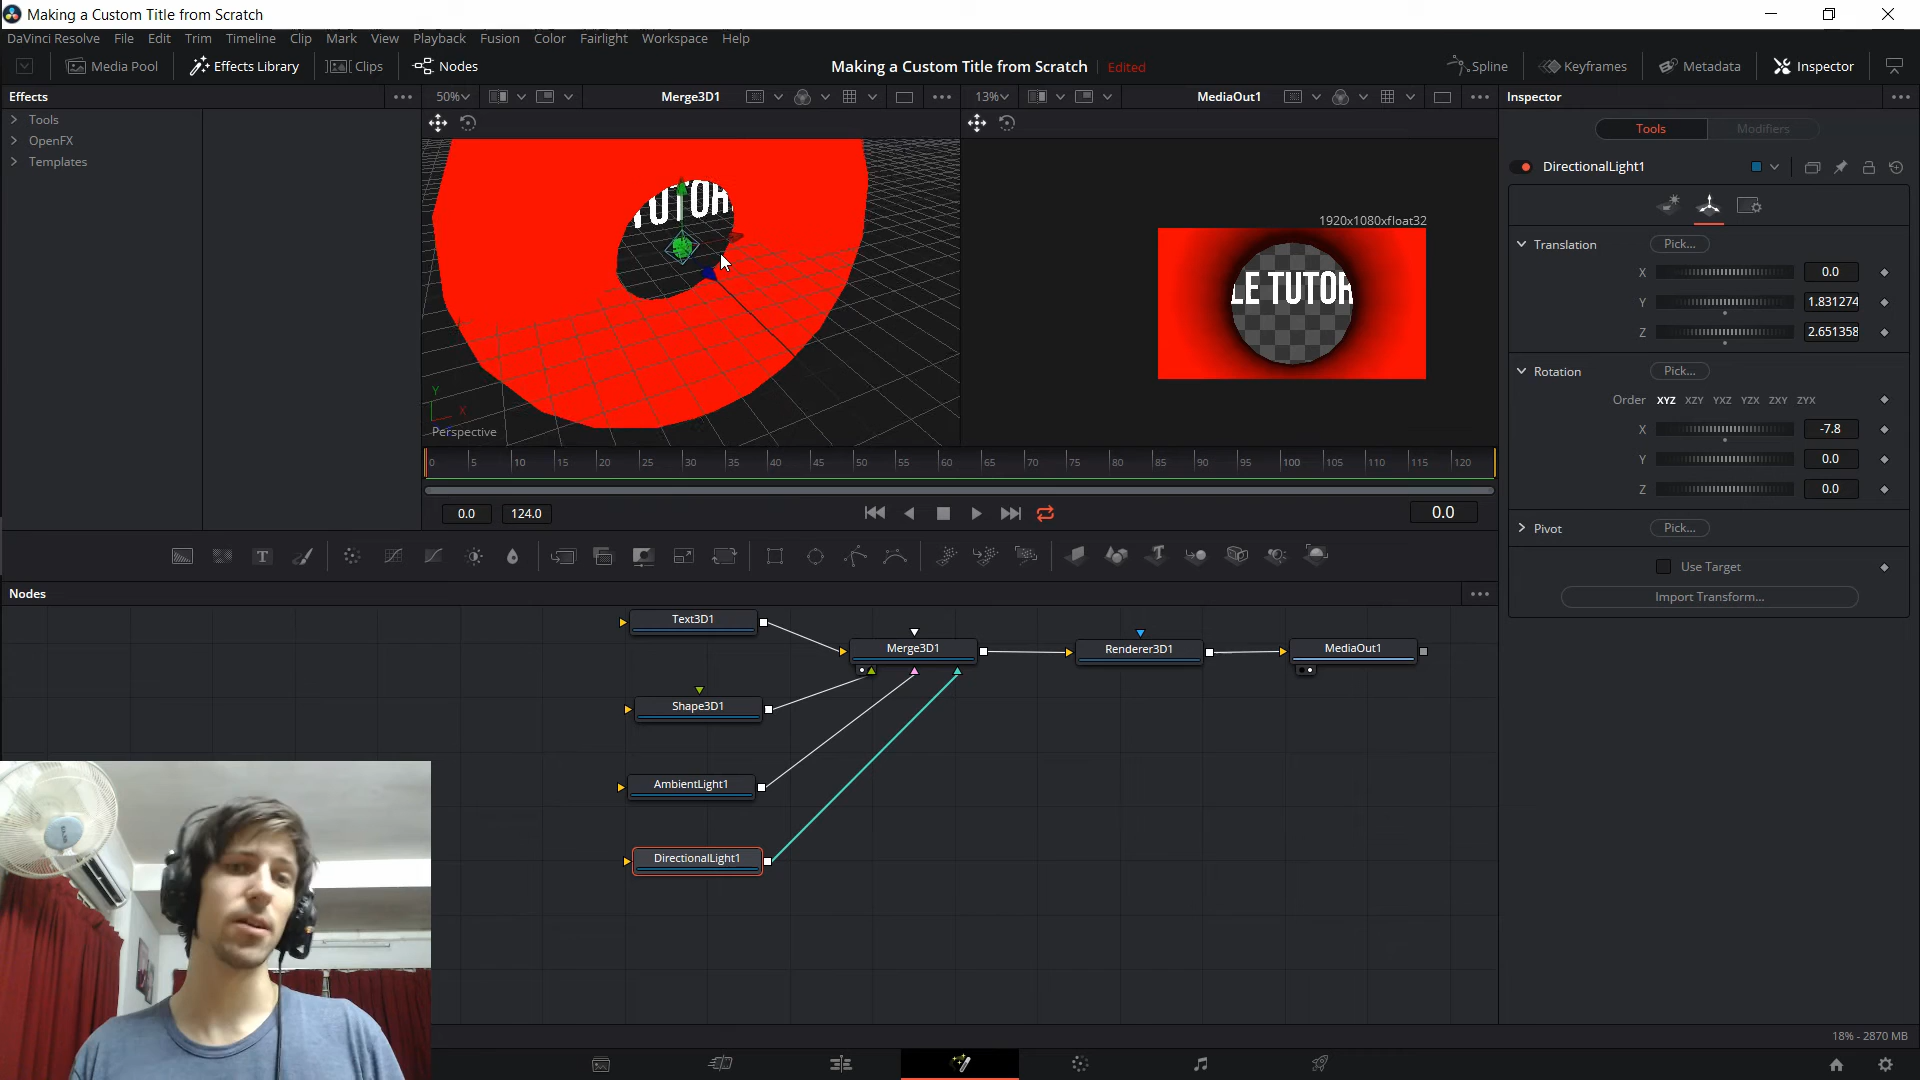 Making a Custom Title from Scratch
DaVinci Resolve File Edit Trim Timeline Clip Mark View Playback Fusion Color Fairlight Workspace Help
Media Pool Effects Library Clips Nodes Making a Custom Title from Scratch Edited Spline Keyframes Metadata Inspector
Effects 50% Merge3D1 13% MediaOut1 Inspector
Tools
OpenFX
Templates
TUTOR
Perspective
Y
X
1920x1080xfloat32
LE TUTOR
Tools Modifiers
DirectionalLight1
Translation Pick...
X 0.0
Y 1.831274
Z 2.651358
Rotation Pick...
Order XYZ XZY YXZ YZX ZXY ZYX
X -7.8
Y 0.0
Z 0.0
Pivot Pick...
Use Target
Import Transform...
0 5 10 15 20 25 30 35 40 45 50 55 60 65 70 75 80 85 90 95 100 105 110 115 120
0.0 124.0 0.0
T T
Nodes
Text3D1
Merge3D1 Renderer3D1 MediaOut1
Shape3D1
AmbientLight1
DirectionalLight1
18% - 2870 MB